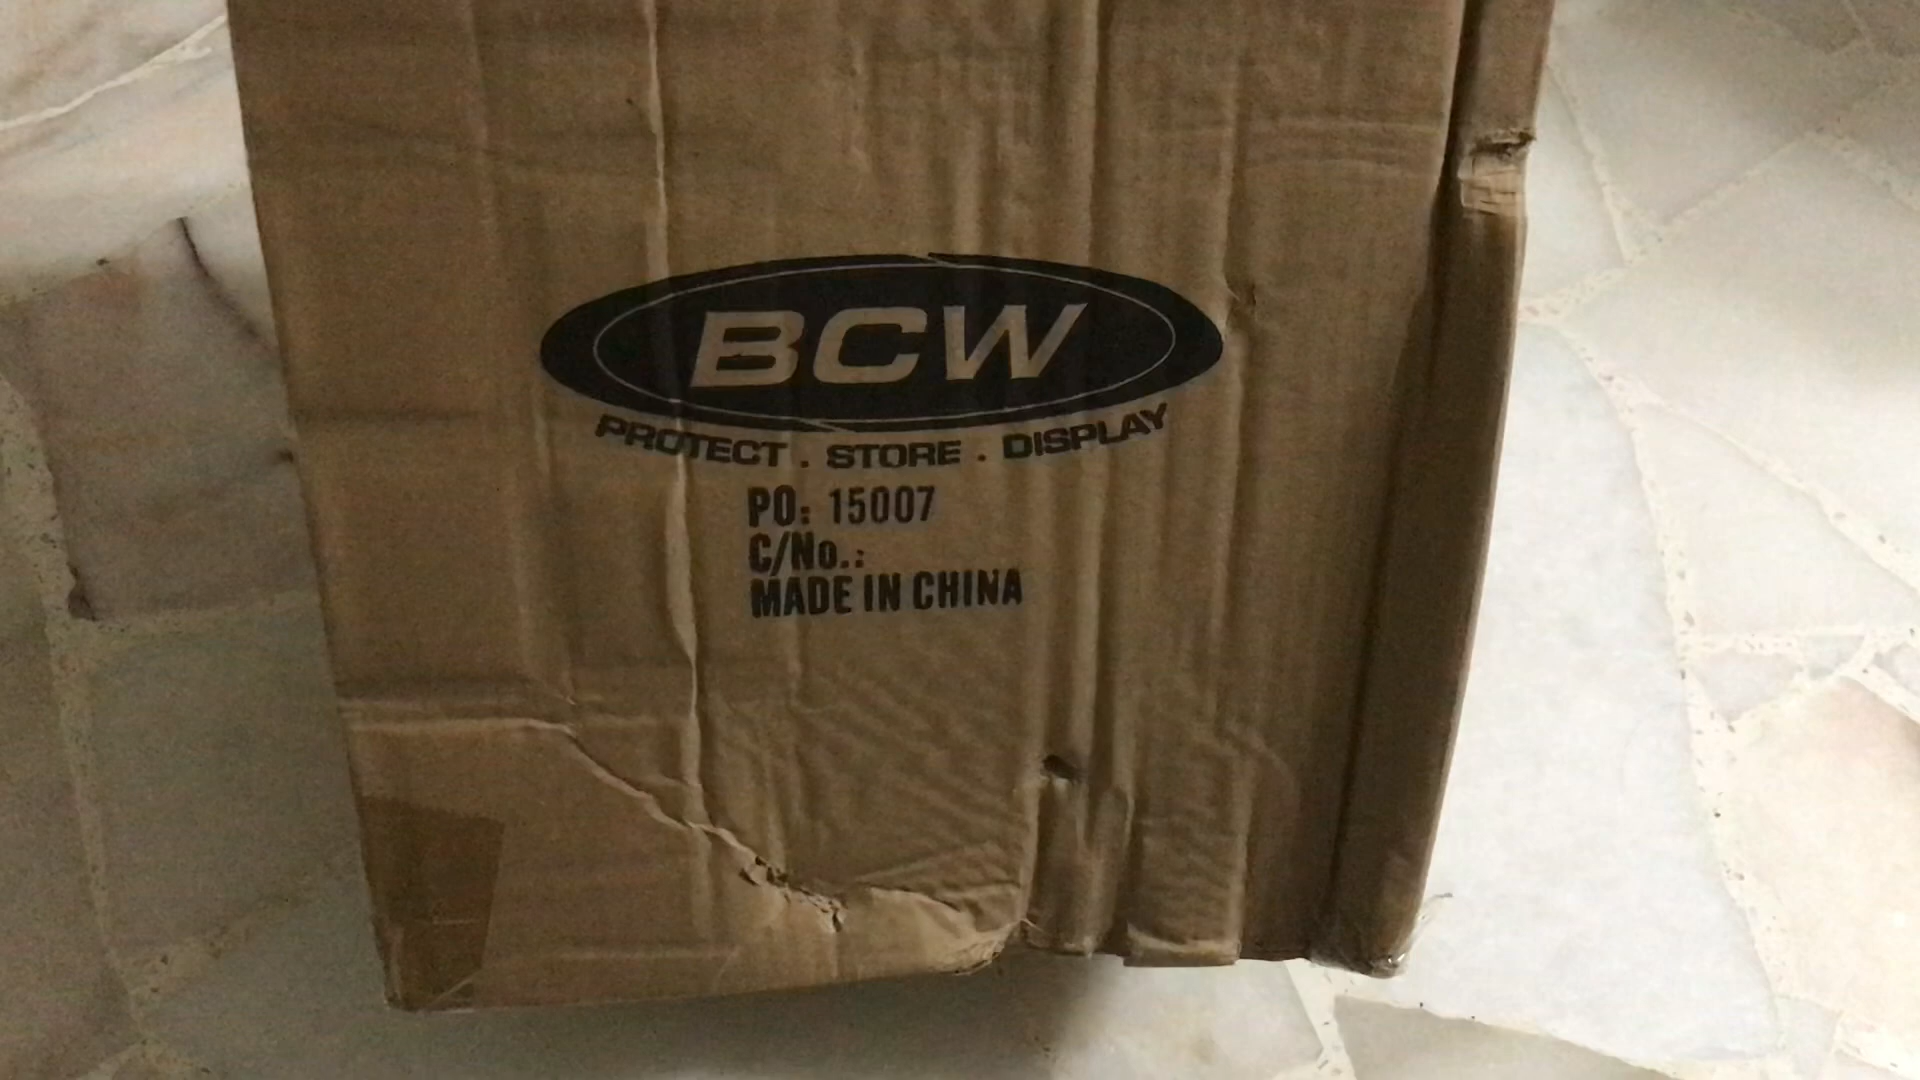 BCW
PROTECT . STORE . DISPLAY
PO: 15007
C/No.:
MADE IN CHINA